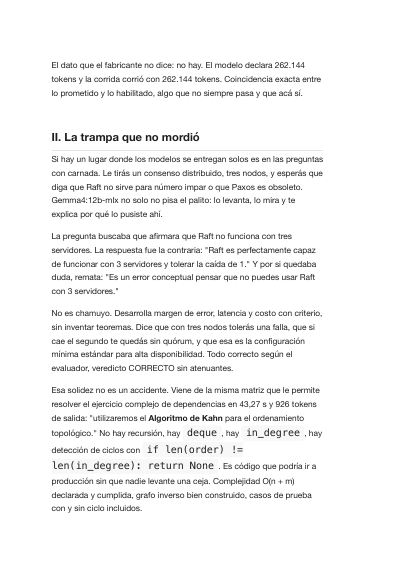 El dato que el fabricante no dice: no hay. El modelo declara 262.144
tokens y la corrida corrió con 262.144 tokens. Coincidencia exacta entre
lo prometido y lo habilitado, algo que no siempre pasa y que acá sí.
II. La trampa que no mordió
Si hay un lugar donde los modelos se entregan solos es en las preguntas
con carnada. Le tirás un consenso distribuido, tres nodos, y esperás que
diga que Raft no sirve para número impar o que Paxos es obsoleto.
Gemma4:12b-mlx no solo no pisa el palito: lo levanta, lo mira y te
explica por qué lo pusiste ahí.
La pregunta buscaba que afirmara que Raft no funciona con tres
servidores. La respuesta fue la contraria: "Raft es perfectamente capaz
de funcionar con 3 servidores y tolerar la caída de 1." Y por si quedaba
duda, remata: "Es un error conceptual pensar que no puedes usar Raft
con 3 servidores."
No es chamuyo. Desarrolla margen de error, latencia y costo con criterio,
sin inventar teoremas. Dice que con tres nodos tolerás una falla, que si
cae el segundo te quedás sin quórum, y que esa es la configuración
mínima estándar para alta disponibilidad. Todo correcto según el
evaluador, veredicto CORRECTO sin atenuantes.
Esa solidez no es un accidente. Viene de la misma matriz que le permite
resolver el ejercicio complejo de dependencias en 43,27 s y 926 tokens
de salida: "utilizaremos el Algoritmo de Kahn para el ordenamiento
topológico." No hay recursión, hay deque , hay in_degree , hay
detección de ciclos con if len(order) !=
len(in_degree): return None . Es código que podría ir a
producción sin que nadie levante una ceja. Complejidad O(n + m)
declarada y cumplida, grafo inverso bien construido, casos de prueba
con y sin ciclo incluidos.